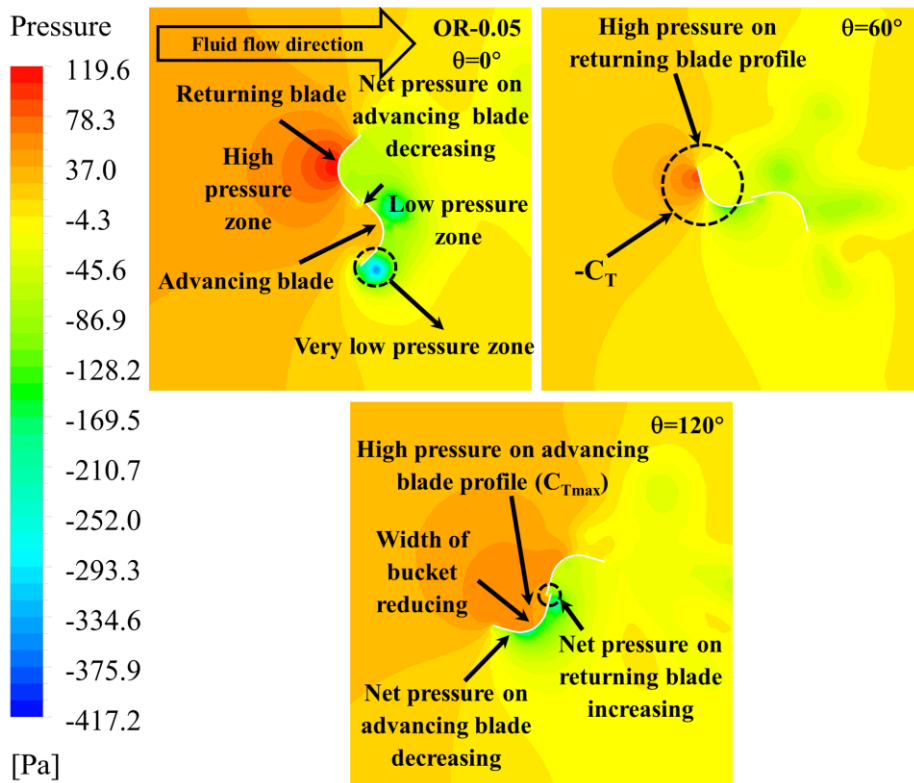 Pressure
119.6
78.3
37.0
-4.3
-45.6
-86.9
-128.2
-169.5
-210.7
-252.0
-293.3
-334.6
-375.9
-417.2
[Pa]
Fluid flow direction
OR-0.05
θ=0°
Returning blade
Net pressure on
advancing blade
decreasing
High
pressure
zone
Low pressure
zone
Advancing blade
Very low pressure zone
High pressure on
returning blade profile
θ=60°
-C_T
θ=120°
High pressure on advancing
blade profile (C_Tmax)
Width of
bucket
reducing
Net pressure on
advancing blade
decreasing
Net pressure on
returning blade
increasing